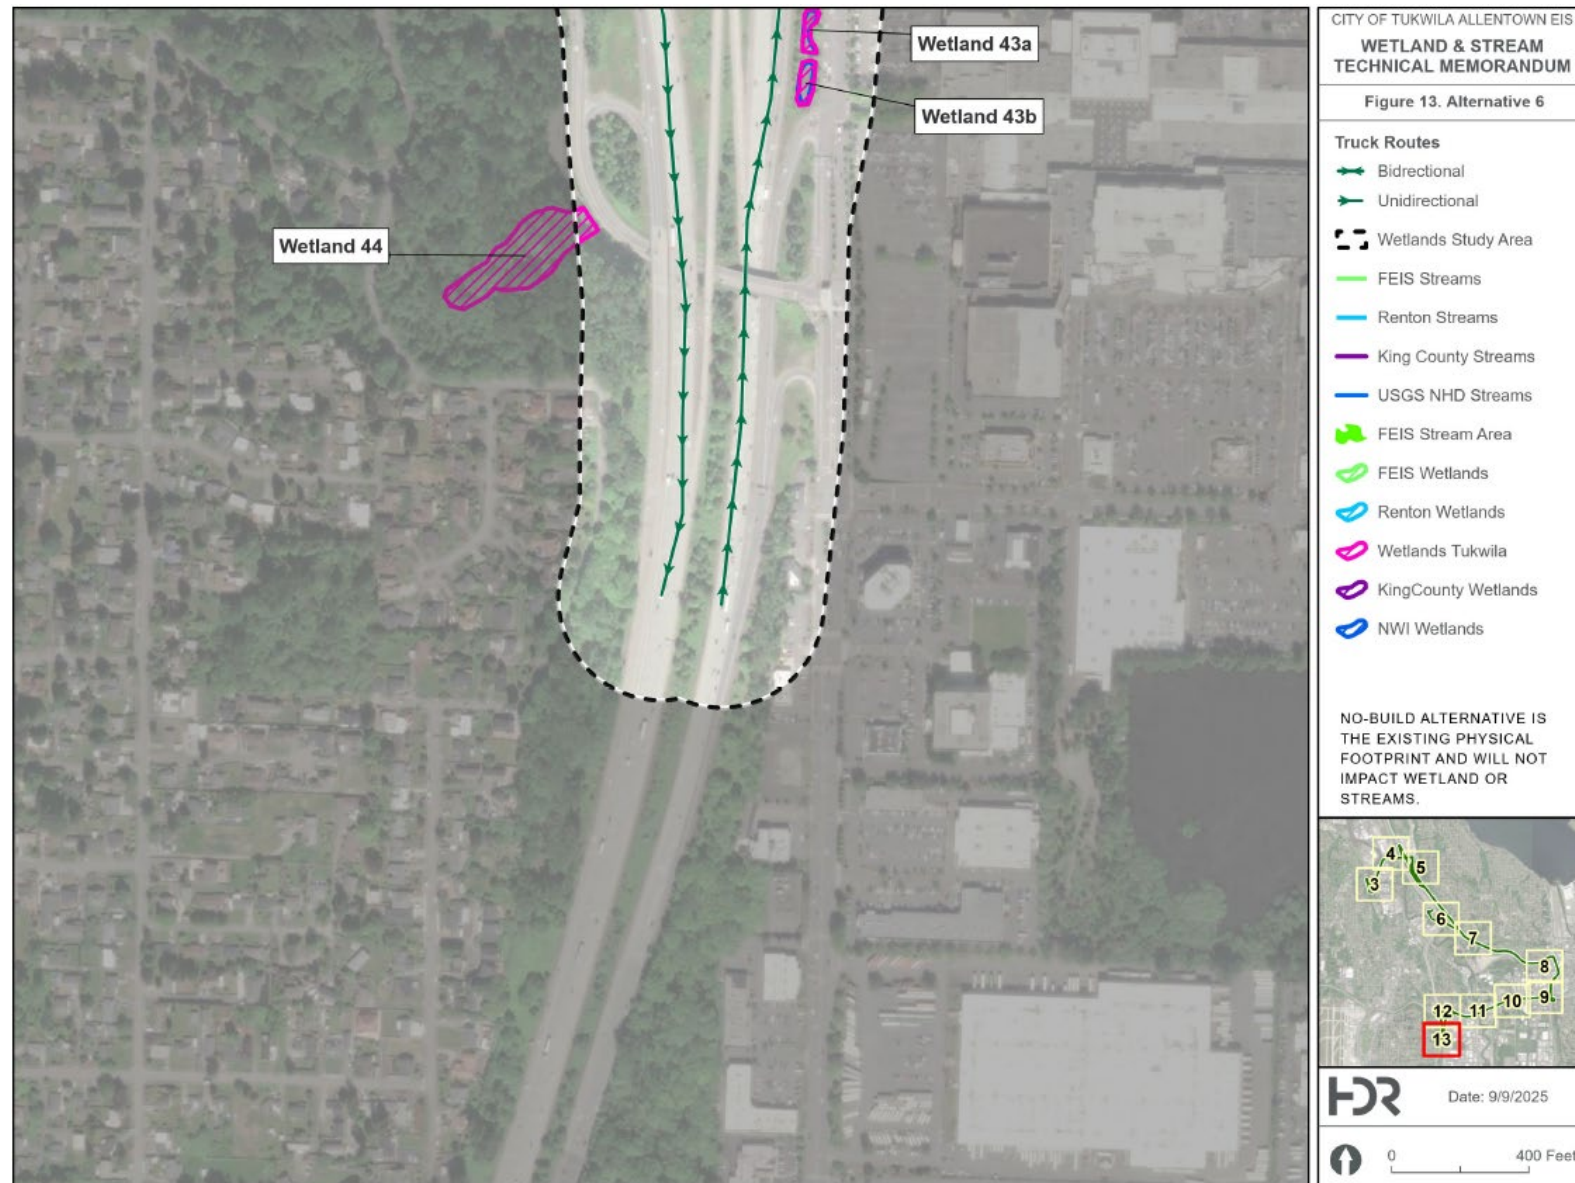 Wetland 43a
Wetland 43b
Wetland 44
CITY OF TUKWILA ALLENTOWN EIS
WETLAND & STREAM
TECHNICAL MEMORANDUM
Figure 13. Alternative 6
Truck Routes
Bidrectional
Unidirectional
Wetlands Study Area
FEIS Streams
Renton Streams
King County Streams
USGS NHD Streams
FEIS Stream Area
FEIS Wetlands
Renton Wetlands
Wetlands Tukwila
KingCounty Wetlands
NWI Wetlands
NO-BUILD ALTERNATIVE IS
THE EXISTING PHYSICAL
FOOTPRINT AND WILL NOT
IMPACT WETLAND OR
STREAMS.
4
5
3
6
7
8
9
10
11
12
13
HDR
Date: 9/9/2025
0 400 Feet